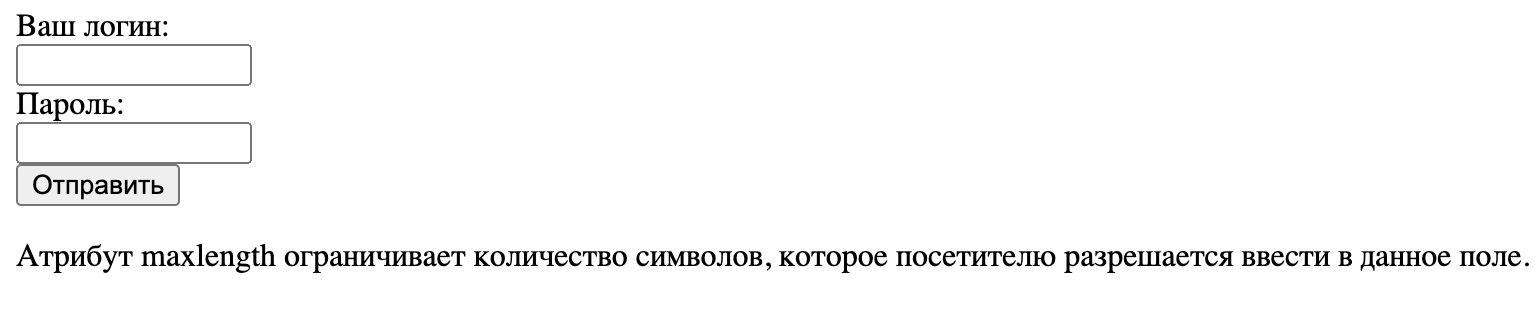 Ваш логин:
Пароль:
Отправить
Атрибут maxlength ограничивает количество символов, которое посетителю разрешается ввести в данное поле.